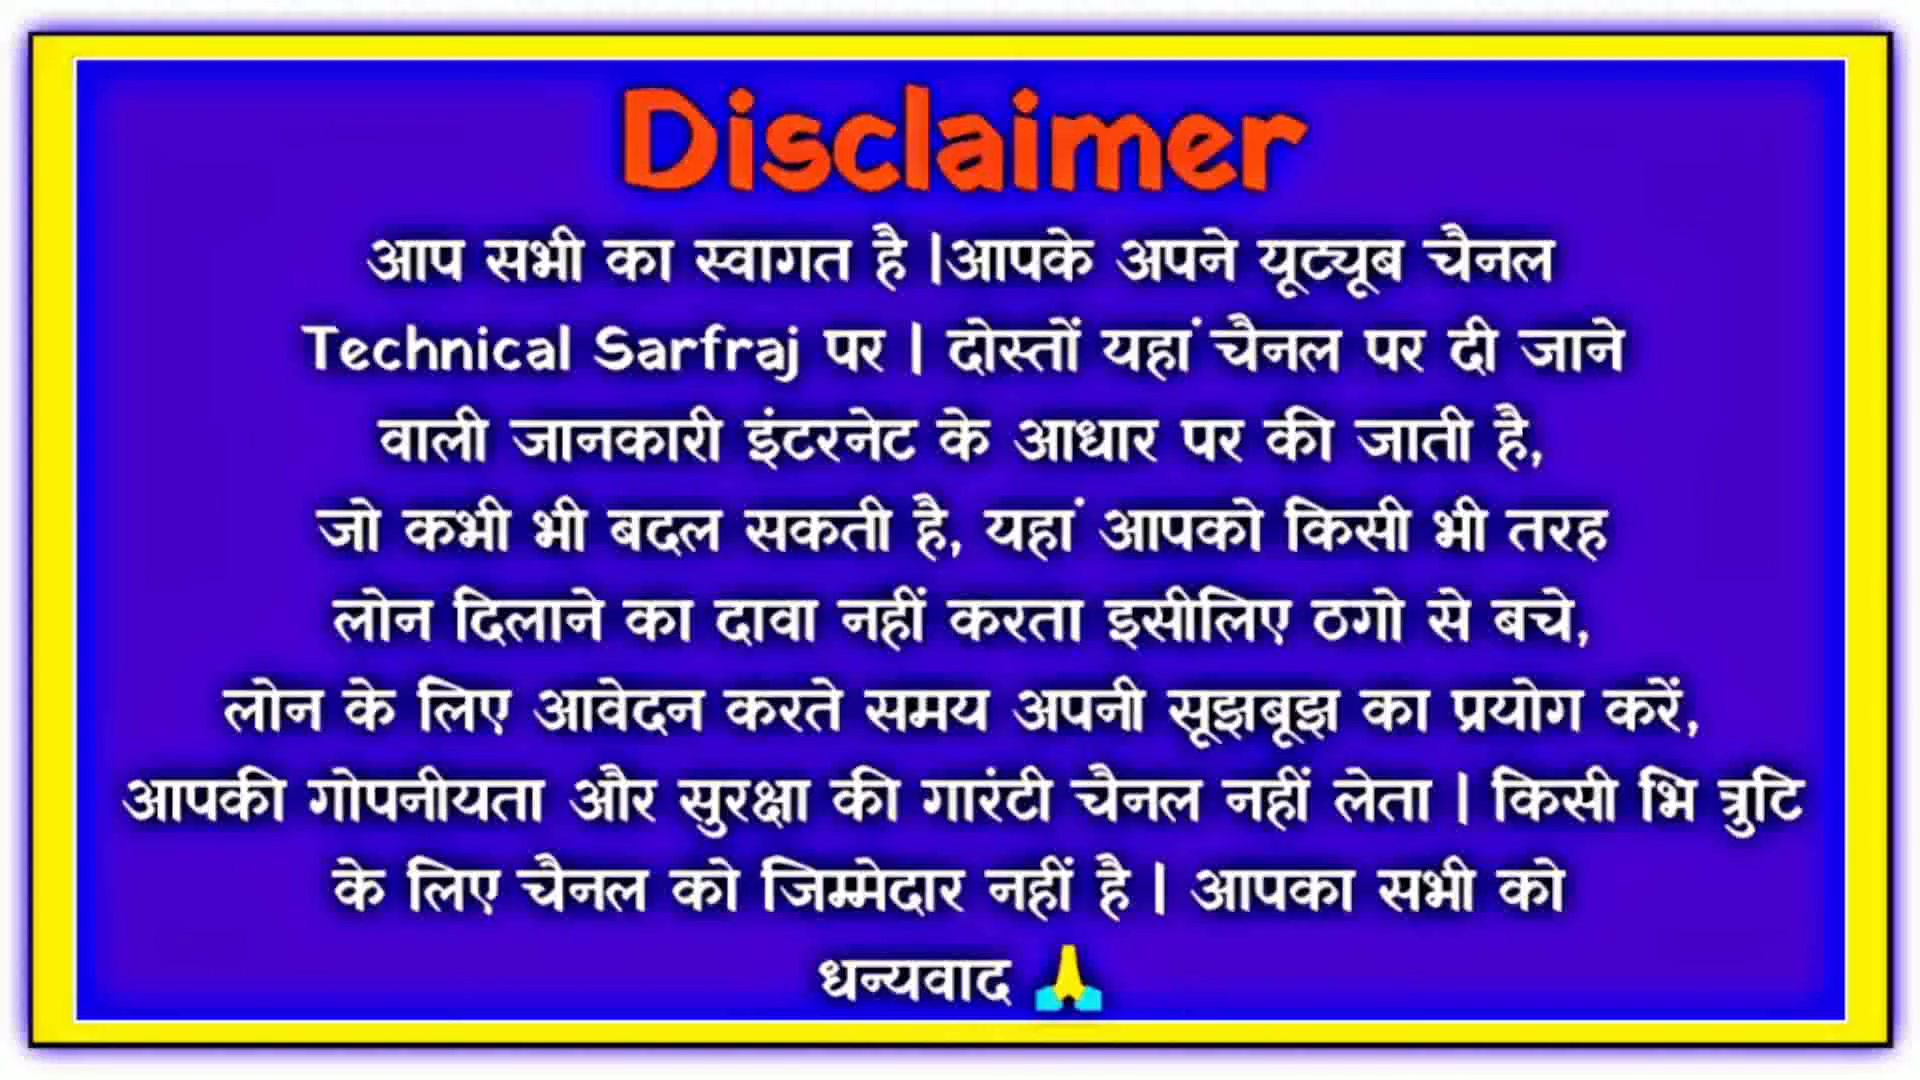 Disclaimer
आप सभी का स्वागत है |आपके अपने यूट्यूब चैनल
Technical Sarfraj पर | दोस्तों यहां चैनल पर दी जाने
वाली जानकारी इंटरनेट के आधार पर की जाती है,
जो कभी भी बदल सकती है, यहां आपको किसी भी तरह
लोन दिलाने का दावा नहीं करता इसीलिए ठगो से बचे,
लोन के लिए आवेदन करते समय अपनी सूझबूझ का प्रयोग करें,
आपकी गोपनीयता और सुरक्षा की गारंटी चैनल नहीं लेता | किसी भि त्रुटि
के लिए चैनल को जिम्मेदार नहीं है | आपका सभी को
धन्यवाद 🙏